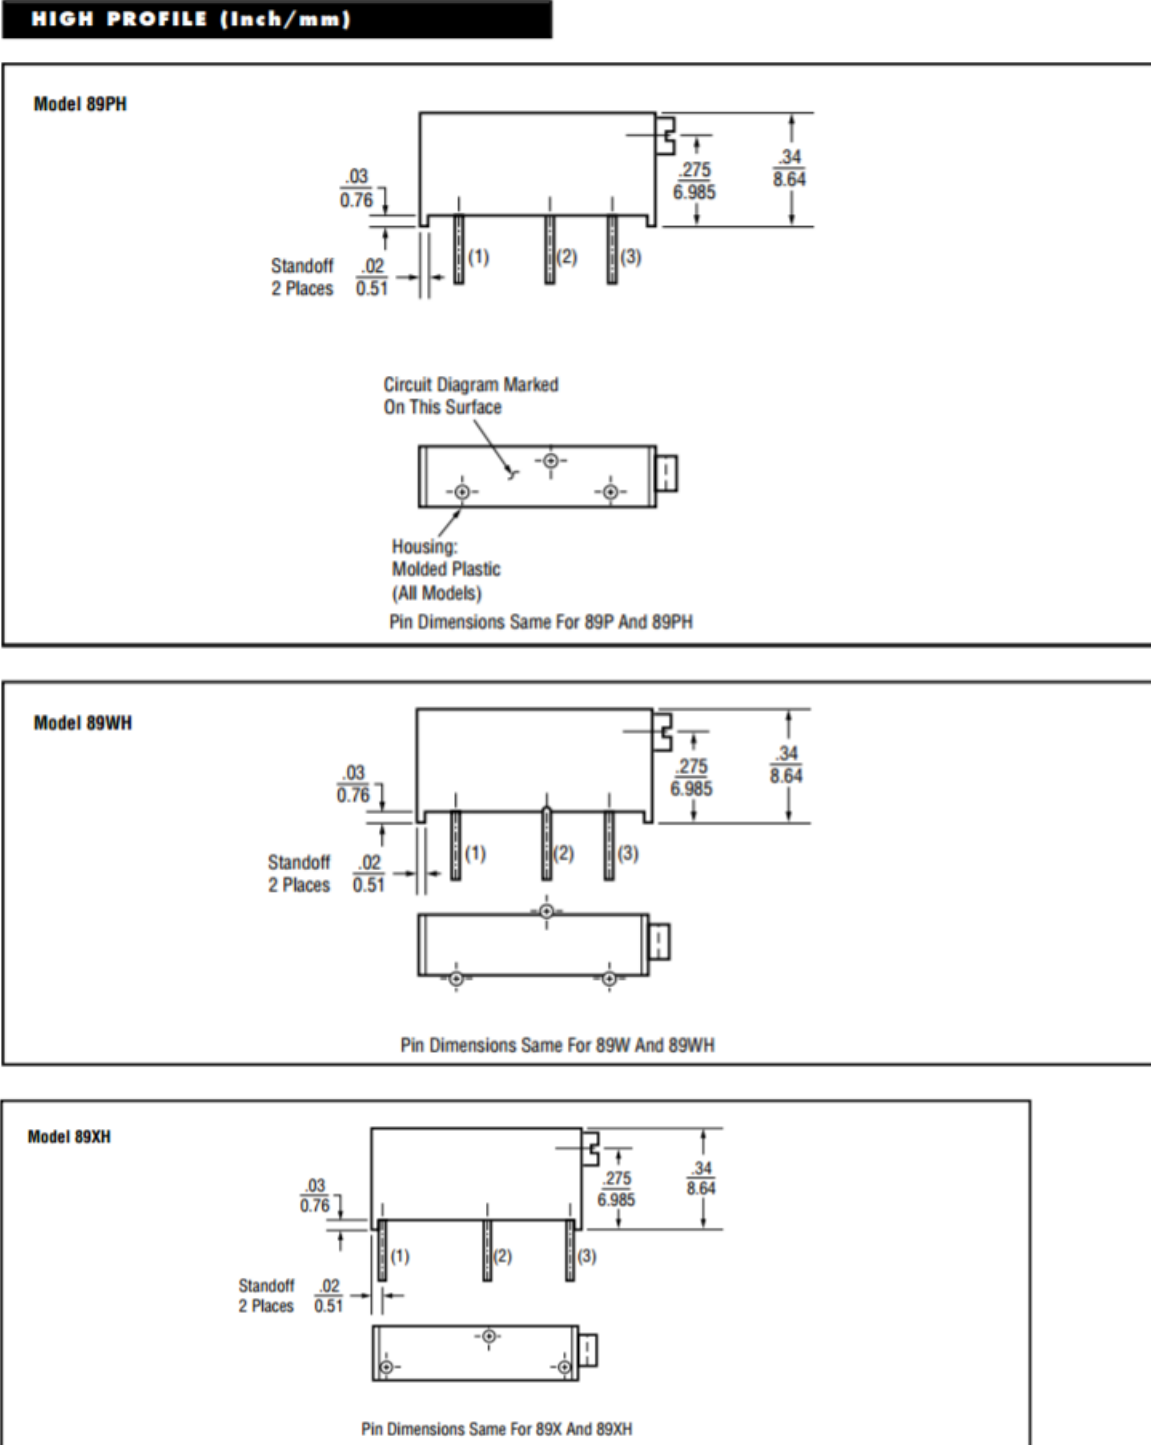 HIGH PROFILE (Inch/mm)
Model 89PH
.03
0.76
.275
6.985
.34
8.64
(1)
(2)
(3)
Standoff
2 Places
.02
0.51
Circuit Diagram Marked
On This Surface
Housing:
Molded Plastic
(All Models)
Pin Dimensions Same For 89P And 89PH
Model 89WH
.03
0.76
.275
6.985
.34
8.64
(1)
(2)
(3)
Standoff
2 Places
.02
0.51
Pin Dimensions Same For 89W And 89WH
Model 89XH
.03
0.76
.275
6.985
.34
8.64
(1)
(2)
(3)
Standoff
2 Places
.02
0.51
Pin Dimensions Same For 89X And 89XH